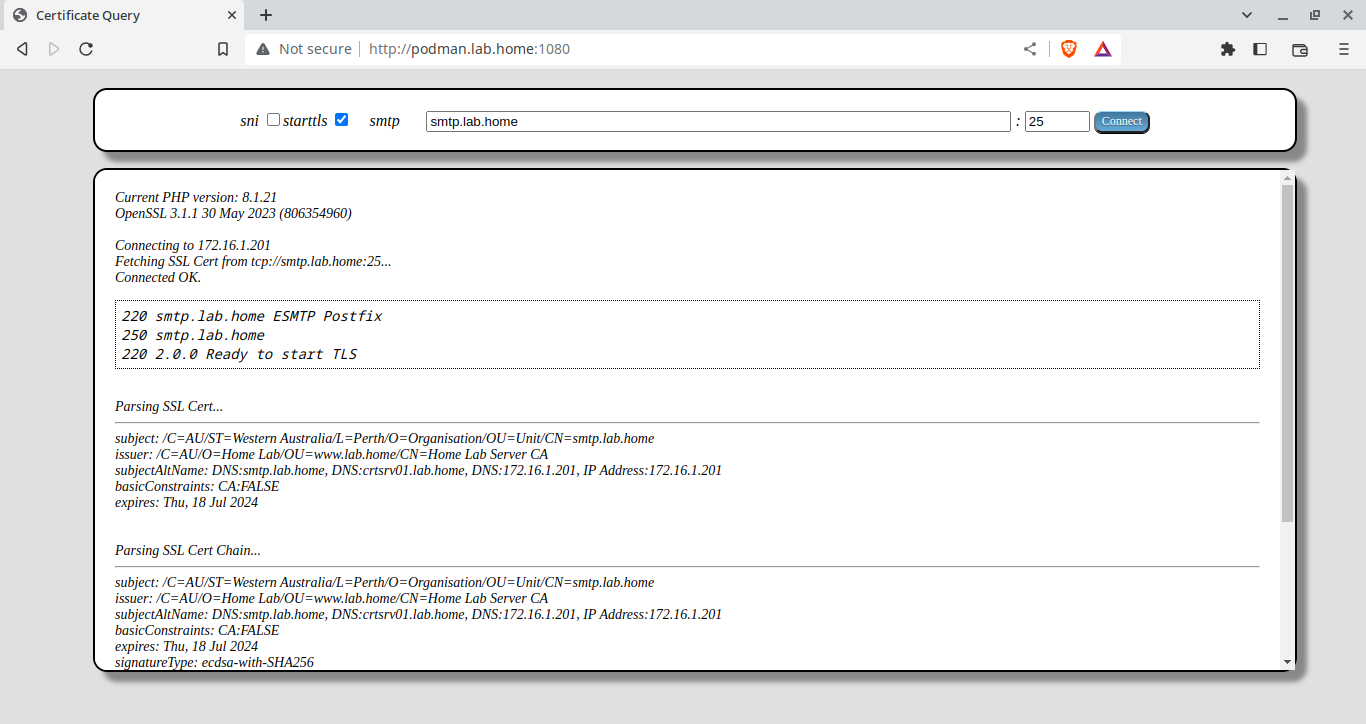 Certificate Query
Not secure http://podman.lab.home:1080
sni starttls smtp smtp.lab.home : 25 Connect
Current PHP version: 8.1.21
OpenSSL 3.1.1 30 May 2023 (806354960)
Connecting to 172.16.1.201
Fetching SSL Cert from tcp://smtp.lab.home:25...
Connected OK.
220 smtp.lab.home ESMTP Postfix
250 smtp.lab.home
220 2.0.0 Ready to start TLS
Parsing SSL Cert...
subject: /C=AU/ST=Western Australia/L=Perth/O=Organisation/OU=Unit/CN=smtp.lab.home
issuer: /C=AU/O=Home Lab/OU=www.lab.home/CN=Home Lab Server CA
subjectAltName: DNS:smtp.lab.home, DNS:crtsrv01.lab.home, DNS:172.16.1.201, IP Address:172.16.1.201
basicConstraints: CA:FALSE
expires: Thu, 18 Jul 2024
Parsing SSL Cert Chain...
subject: /C=AU/ST=Western Australia/L=Perth/O=Organisation/OU=Unit/CN=smtp.lab.home
issuer: /C=AU/O=Home Lab/OU=www.lab.home/CN=Home Lab Server CA
subjectAltName: DNS:smtp.lab.home, DNS:crtsrv01.lab.home, DNS:172.16.1.201, IP Address:172.16.1.201
basicConstraints: CA:FALSE
expires: Thu, 18 Jul 2024
signatureType: ecdsa-with-SHA256